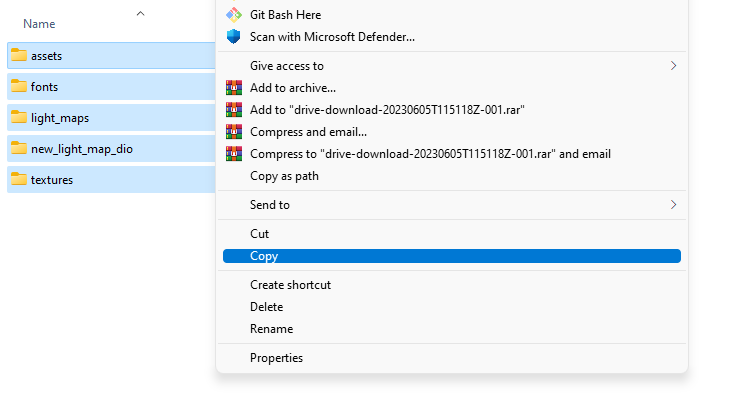 Name
assets
fonts
light_maps
new_light_map_dio
textures
Git Bash Here
Scan with Microsoft Defender...
Give access to
Add to archive...
Add to "drive-download-20230605T115118Z-001.rar"
Compress and email...
Compress to "drive-download-20230605T115118Z-001.rar" and email
Copy as path
Send to
Cut
Copy
Create shortcut
Delete
Rename
Properties